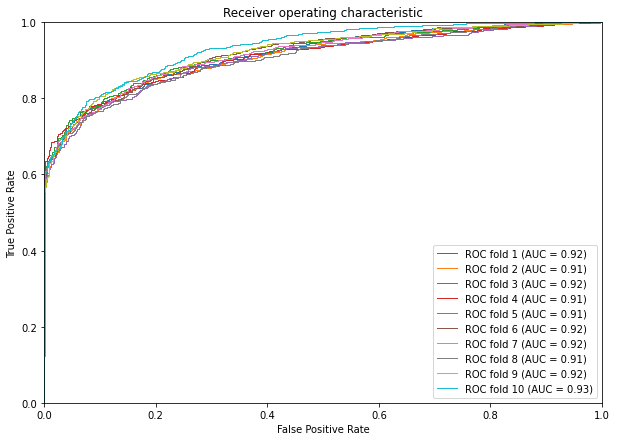 Receiver operating characteristic
1.0
0.8
0.6
0.4
0.2
0.0
True Positive Rate
ROC fold 1 (AUC = 0.92)
ROC fold 2 (AUC = 0.91)
ROC fold 3 (AUC = 0.92)
ROC fold 4 (AUC = 0.91)
ROC fold 5 (AUC = 0.91)
ROC fold 6 (AUC = 0.92)
ROC fold 7 (AUC = 0.92)
ROC fold 8 (AUC = 0.91)
ROC fold 9 (AUC = 0.92)
ROC fold 10 (AUC = 0.93)
0.0 0.2 0.4 0.6 0.8 1.0
False Positive Rate